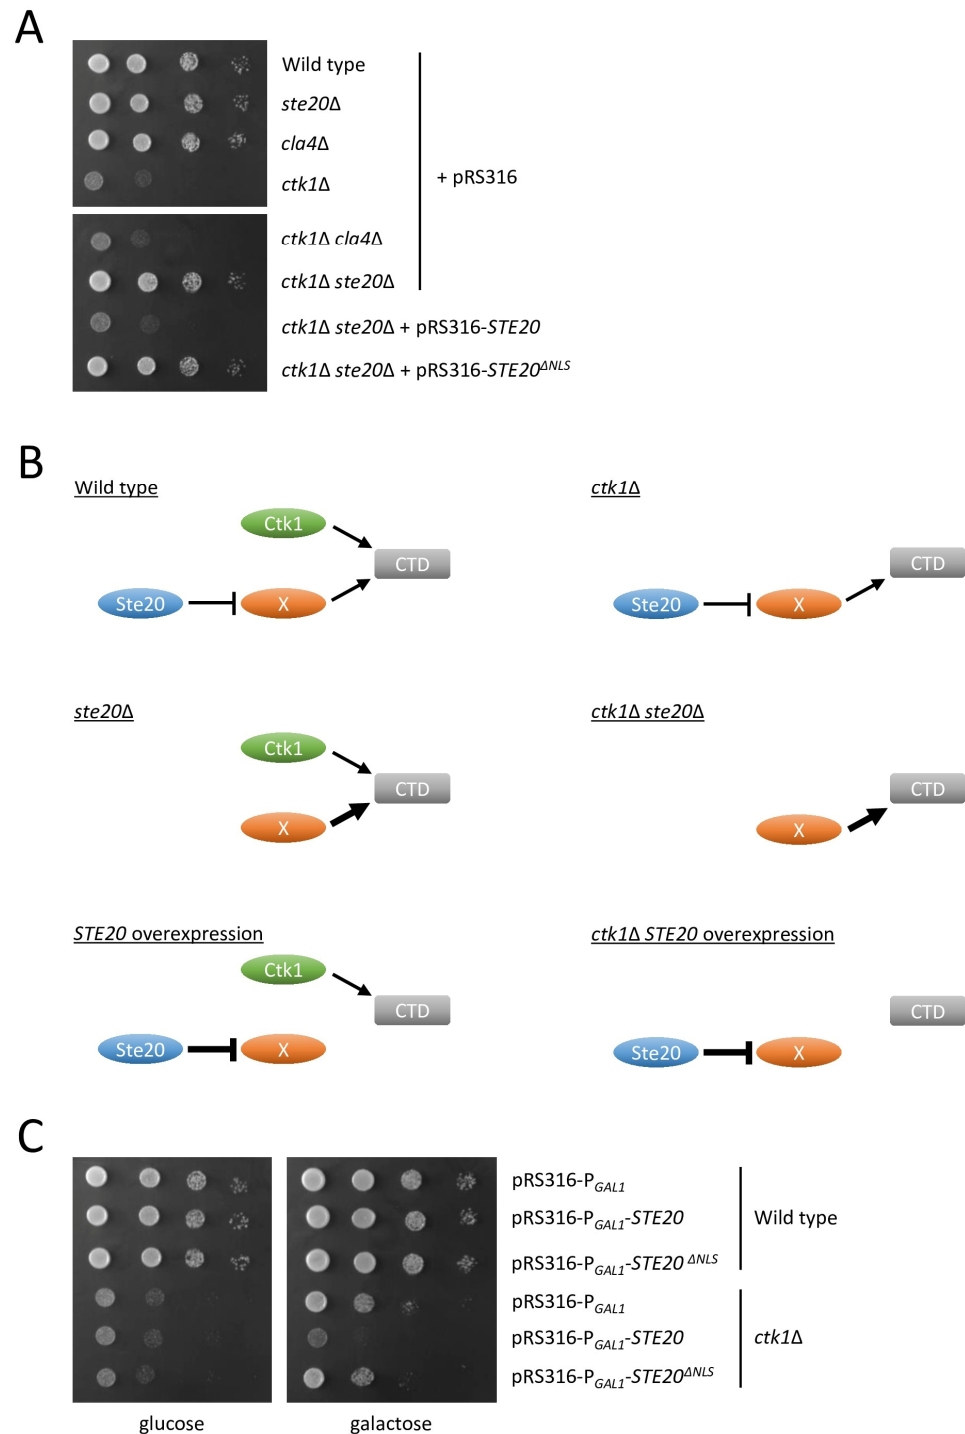 A
Wild type
ste20Δ
cla4Δ
ctk1Δ
+ pRS316
ctk1Δ cla4Δ
ctk1Δ ste20Δ
ctk1Δ ste20Δ + pRS316-STE20
ctk1Δ ste20Δ + pRS316-STE20ΔNLS
B
Wild type
Ctk1
CTD
Ste20
X
ctk1Δ
CTD
Ste20
X
ste20Δ
Ctk1
CTD
X
ctk1Δ ste20Δ
CTD
X
STE20 overexpression
Ctk1
CTD
Ste20
X
ctk1Δ STE20 overexpression
CTD
Ste20
X
C
pRS316-PGAL1
pRS316-PGAL1-STE20
pRS316-PGAL1-STE20 ΔNLS
Wild type
pRS316-PGAL1
pRS316-PGAL1-STE20
pRS316-PGAL1-STE20ΔNLS
ctk1Δ
glucose
galactose